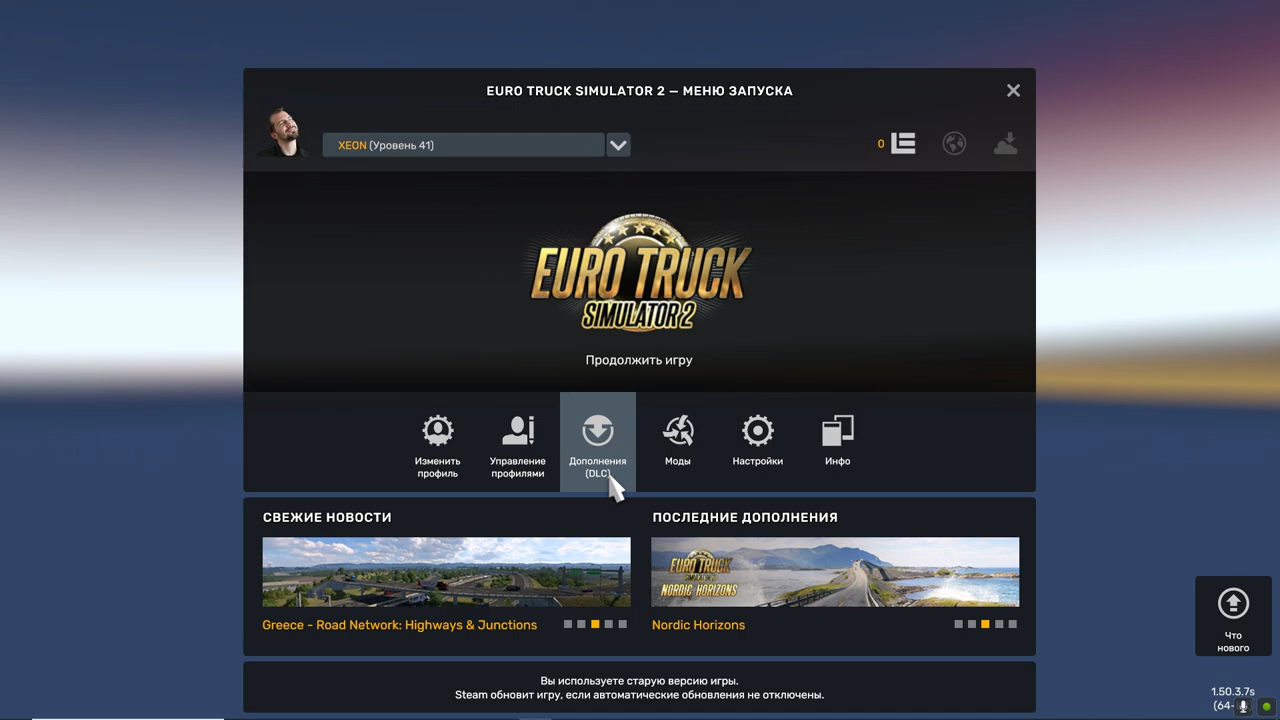 EURO TRUCK SIMULATOR 2 — МЕНЮ ЗАПУСКА
XEON (Уровень 41)
0
EURO TRUCK
SIMULATOR 2
Продолжить игру
Изменить
профиль
Управление
профилями
Дополнения
(DLC)
Моды
Настройки
Инфо
СВЕЖИЕ НОВОСТИ
Greece - Road Network: Highways & Junctions
ПОСЛЕДНИЕ ДОПОЛНЕНИЯ
EURO TRUCK
SIMULATOR 2
NORDIC HORIZONS
Nordic Horizons
Что
нового
Вы используете старую версию игры.
Steam обновит игру, если автоматические обновления не отключены.
1.50.3.7s
(64-